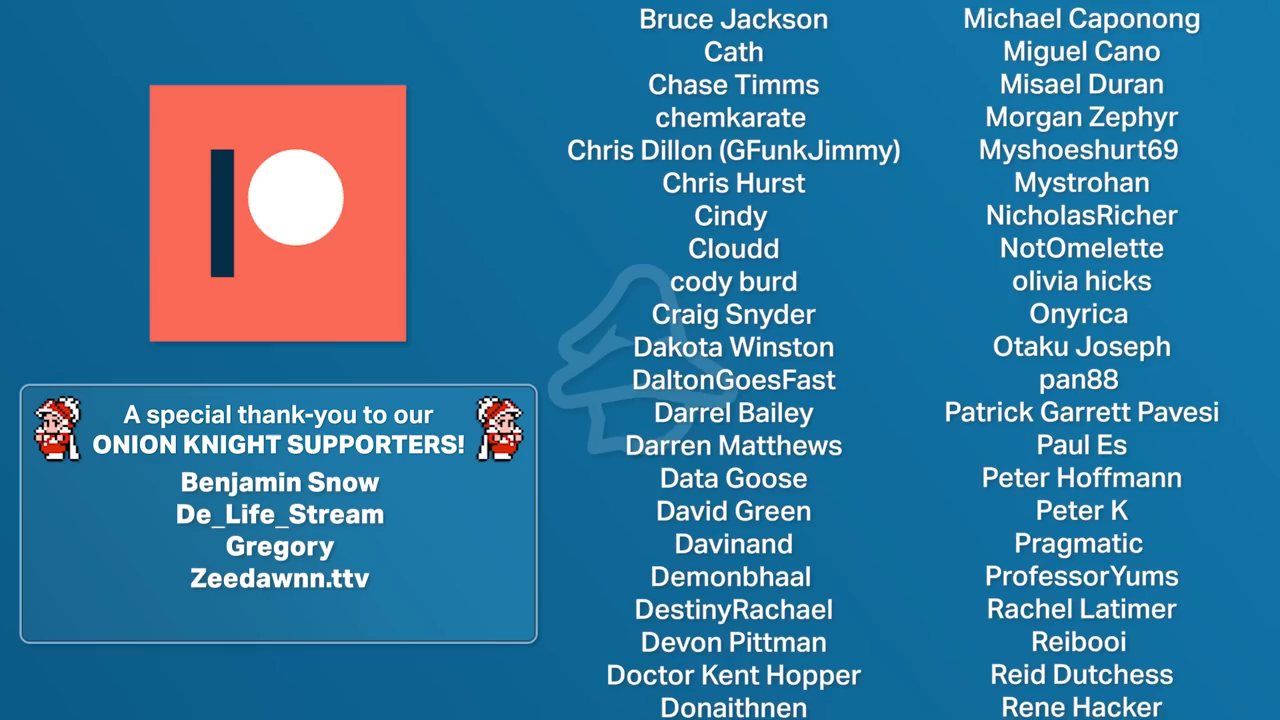 A special thank-you to our
ONION KNIGHT SUPPORTERS!
Benjamin Snow
De_Life_Stream
Gregory
Zeedawnn.ttv
Bruce Jackson
Cath
Chase Timms
chemkarate
Chris Dillon (GFunkJimmy)
Chris Hurst
Cindy
Cloudd
cody burd
Craig Snyder
Dakota Winston
DaltonGoesFast
Darrel Bailey
Darren Matthews
Data Goose
David Green
Davinand
Demonbhaal
DestinyRachael
Devon Pittman
Doctor Kent Hopper
Donaithnen
Michael Caponong
Miguel Cano
Misael Duran
Morgan Zephyr
Myshoeshurt69
Mystrohan
NicholasRicher
NotOmelette
olivia hicks
Onyrica
Otaku Joseph
pan88
Patrick Garrett Pavesi
Paul Es
Peter Hoffmann
Peter K
Pragmatic
ProfessorYums
Rachel Latimer
Reibooi
Reid Dutchess
Rene Hacker